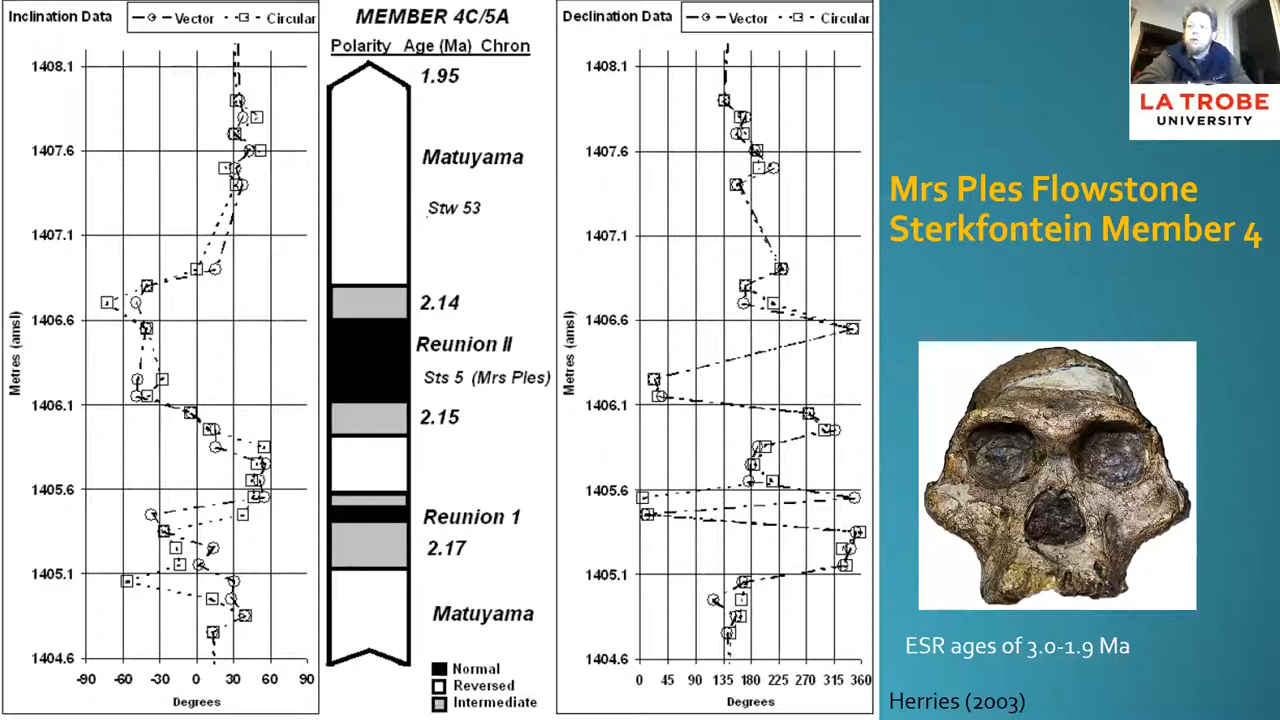 Inclination Data
Vector
Circular
1408.1
1407.6
1407.1
1406.6
1406.1
1405.6
1405.1
1404.6
Metres (amsl)
-90 -60 -30 0 30 60 90
Degrees
MEMBER 4C/5A
Polarity Age (Ma) Chron
1.95
Matuyama
Stw 53
2.14
Reunion II
Sts 5 (Mrs Ples)
2.15
Reunion 1
2.17
Matuyama
Normal
Reversed
Intermediate
Declination Data
Vector
Circular
1408.1
1407.6
1407.1
1406.6
1406.1
1405.6
1405.1
1404.6
Metres (amsl)
0 45 90 135 180 225 270 315 360
Degrees
LA TROBE
UNIVERSITY
Mrs Ples Flowstone
Sterkfontein Member 4
ESR ages of 3.0-1.9 Ma
Herries (2003)